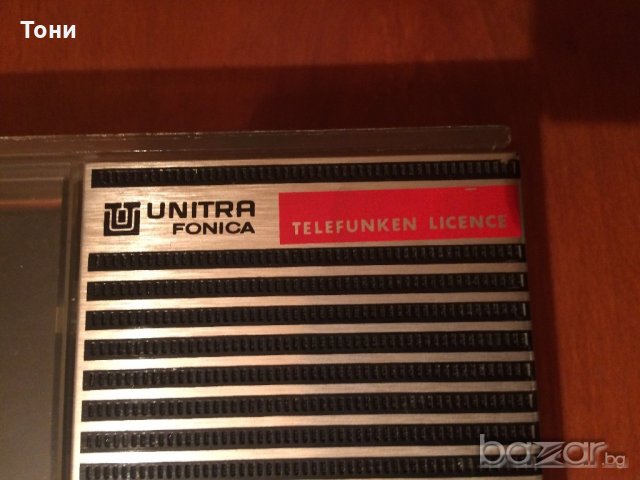 Тони
UNITRA
FONICA
TELEFUNKEN LICENCE
bazar.bg